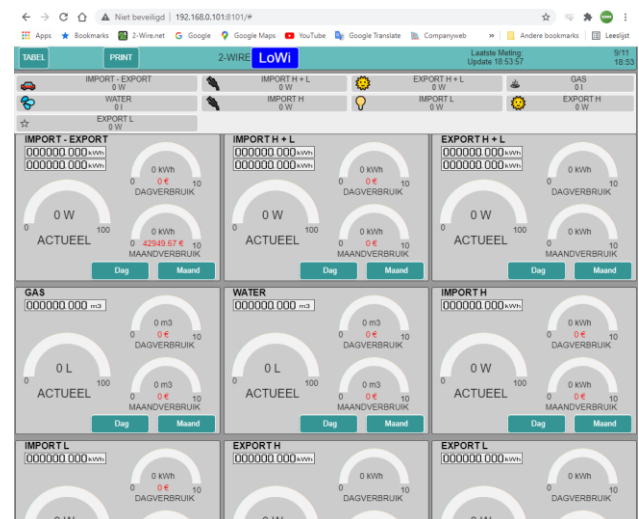 Niet beveiligd | 192.168.0.101:8101/#
Apps Bookmarks 2-Wire.net Google Google Maps YouTube Google Translate Companyweb » Andere bookmarks Leeslijst
TABEL PRINT 2-WIRE LoWi Laatste Meting: 9/11
Update 18:53:57 18:53
IMPORT - EXPORT IMPORT H + L EXPORT H + L GAS
0 W 0 W 0 W 0 l
WATER IMPORT H IMPORT L EXPORT H
0 l 0 W 0 W 0 W
EXPORT L
0 W
IMPORT - EXPORT
000000.000 kWh
000000.000 kWh
0 kWh
0 0 € 10
DAGVERBRUIK
0 W
0 100
ACTUEEL
0 kWh
0 42949.67 € 10
MAANDVERBRUIK
Dag Maand
IMPORT H + L
000000.000 kWh
000000.000 kWh
0 kWh
0 0 € 10
DAGVERBRUIK
0 W
0 100
ACTUEEL
0 kWh
0 0 € 10
MAANDVERBRUIK
Dag Maand
EXPORT H + L
000000.000 kWh
000000.000 kWh
0 kWh
0 0 € 10
DAGVERBRUIK
0 W
0 100
ACTUEEL
0 kWh
0 0 € 10
MAANDVERBRUIK
Dag Maand
GAS
000000.000 m3
0 m3
0 0 € 10
DAGVERBRUIK
0 L
0 100
ACTUEEL
0 m3
0 0 € 10
MAANDVERBRUIK
Dag Maand
WATER
000000.000 m3
0 m3
0 0 € 10
DAGVERBRUIK
0 L
0 100
ACTUEEL
0 m3
0 0 € 10
MAANDVERBRUIK
Dag Maand
IMPORT H
000000.000 kWh
0 kWh
0 0 € 10
DAGVERBRUIK
0 W
0 100
ACTUEEL
0 kWh
0 0 € 10
MAANDVERBRUIK
Dag Maand
IMPORT L
000000.000 kWh
0 kWh
0 0 € 10
DAGVERBRUIK
EXPORT H
000000.000 kWh
0 kWh
0 0 € 10
DAGVERBRUIK
EXPORT L
000000.000 kWh
0 kWh
0 0 € 10
DAGVERBRUIK